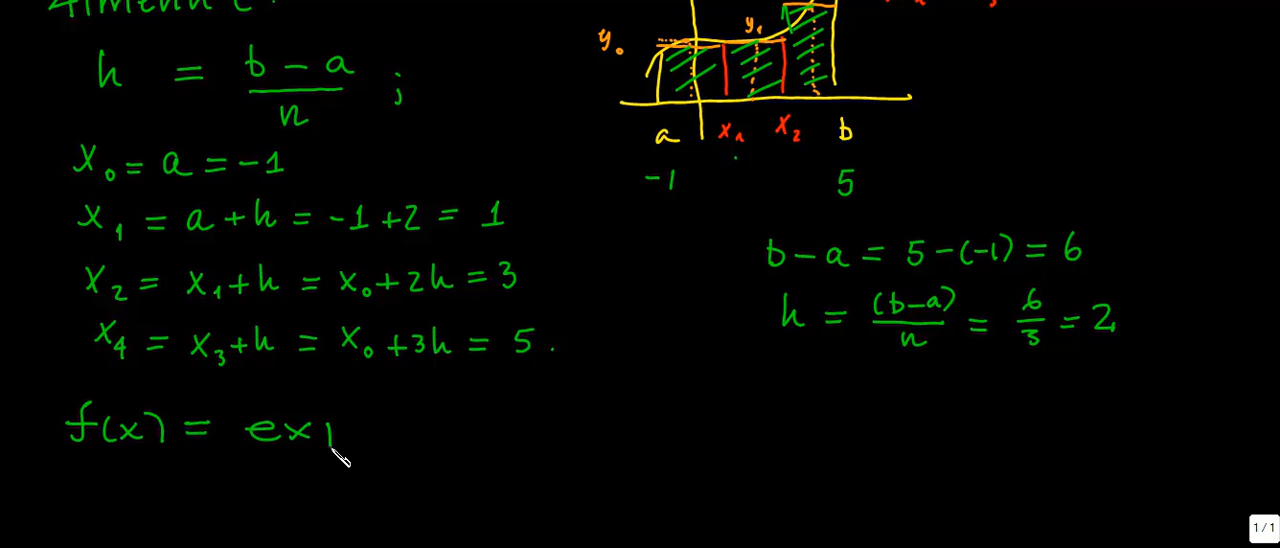 h = b - a / n ;
x₀ = a = -1
x₁ = a + h = -1 + 2 = 1
x₂ = x₁ + h = x₀ + 2h = 3
x₄ = x₃ + h = x₀ + 3h = 5 .
f(x) = ex
y₀
y₁
a x₁ x₂ b
-1 5
b - a = 5 - (-1) = 6
h = (b-a) / n = 6 / 3 = 2
1 / 1